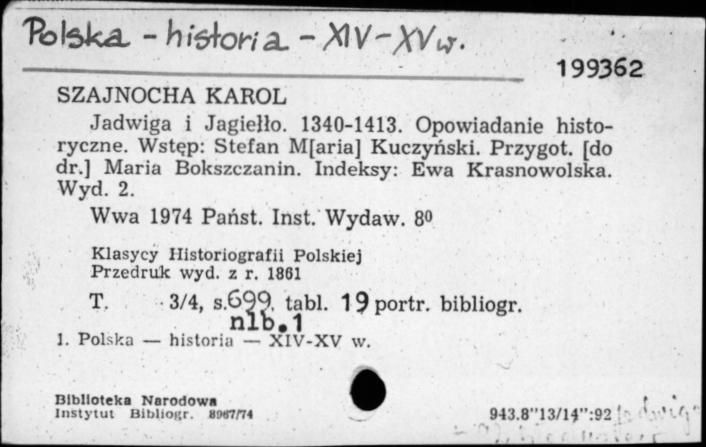 Polska - historia - XIV-XV w.
199362
SZAJNOCHA KAROL
Jadwiga i Jagiełło. 1340-1413. Opowiadanie histo-
ryczne. Wstęp: Stefan M[aria] Kuczyński. Przygot. [do
dr.] Maria Bokszczanin. Indeksy: Ewa Krasnowolska.
Wyd. 2.
Wwa 1974 Państ. Inst. Wydaw. 8⁰
Klasycy Historiografii Polskiej
Przedruk wyd. z r. 1861
T. 3/4, s. 699, tabl. 19 portr. bibliogr.
nlb. 1
1. Polska — historia — XIV-XV w.
Biblioteka Narodowa
Instytut Bibliogr. 8967/74
943.8"13/14":92 Jadwiga